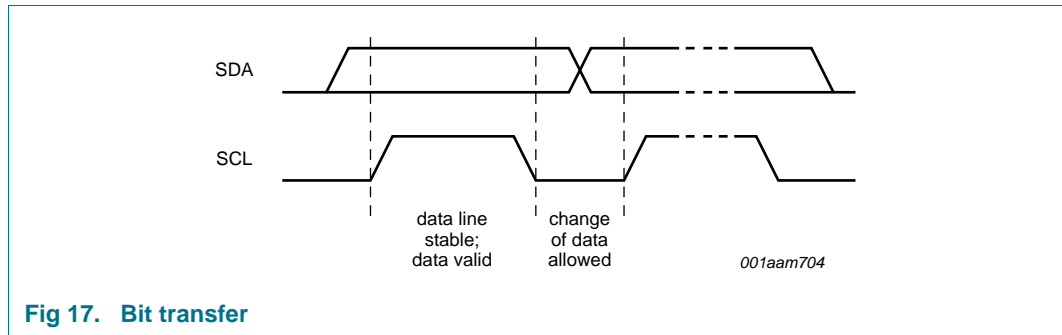 SDA
SCL
data line
stable;
data valid
change
of data
allowed
001aam704
Fig 17. Bit transfer